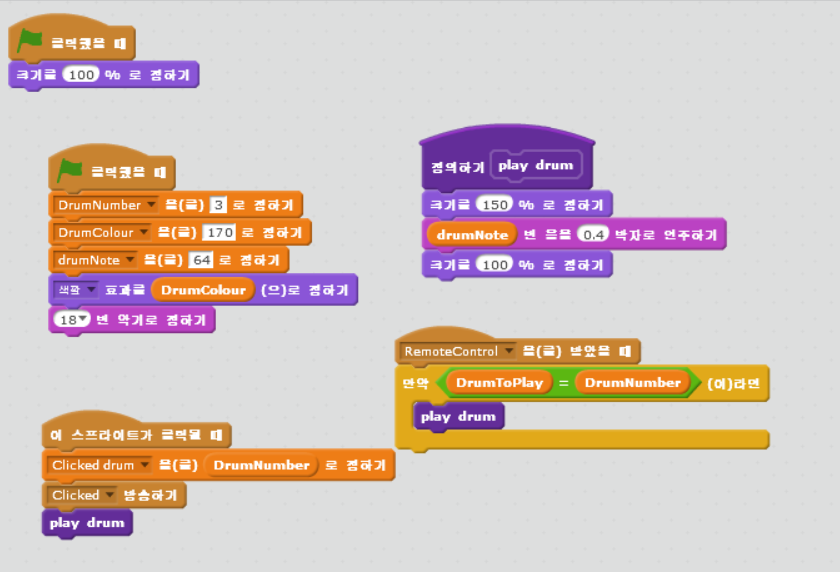 클릭했을 때
크기를 100 % 로 정하기
클릭했을 때
DrumNumber 을(를) 3 로 정하기
DrumColour 을(를) 170 로 정하기
drumNote 을(를) 64 로 정하기
색깔 효과를 DrumColour (으)로 정하기
18 번 악기로 정하기
이 스프라이트가 클릭될 때
Clicked drum 을(를) DrumNumber 로 정하기
Clicked 방송하기
play drum
정의하기 play drum
크기를 150 % 로 정하기
drumNote 번 음을 0.4 박자로 연주하기
크기를 100 % 로 정하기
RemoteControl 을(를) 받았을 때
만약 DrumToPlay = DrumNumber (이)라면
play drum